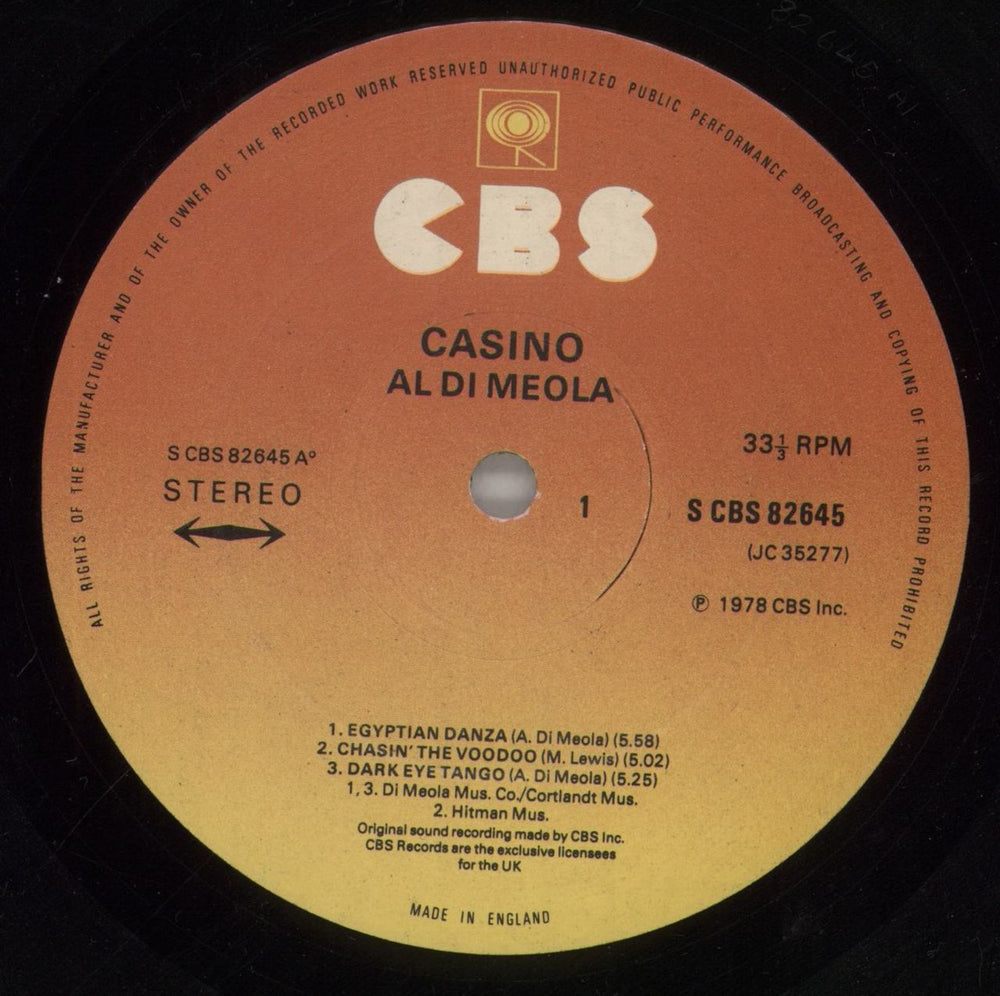 ALL RIGHTS OF THE MANUFACTURER AND OF THE OWNER OF THE RECORDED WORK RESERVED UNAUTHORIZED PUBLIC PERFORMANCE BROADCASTING AND COPYING OF THIS RECORD PROHIBITED
CBS
CASINO
AL DI MEOLA
S CBS 82645 Aº
STEREO
1
33⅓ RPM
S CBS 82645
(JC 35277)
℗ 1978 CBS Inc.
1. EGYPTIAN DANZA (A. Di Meola) (5.58)
2. CHASIN' THE VOODOO (M. Lewis) (5.02)
3. DARK EYE TANGO (A. Di Meola) (5.25)
1, 3. Di Meola Mus. Co./Cortlandt Mus.
2. Hitman Mus.
Original sound recording made by CBS Inc.
CBS Records are the exclusive licensees
for the UK
MADE IN ENGLAND